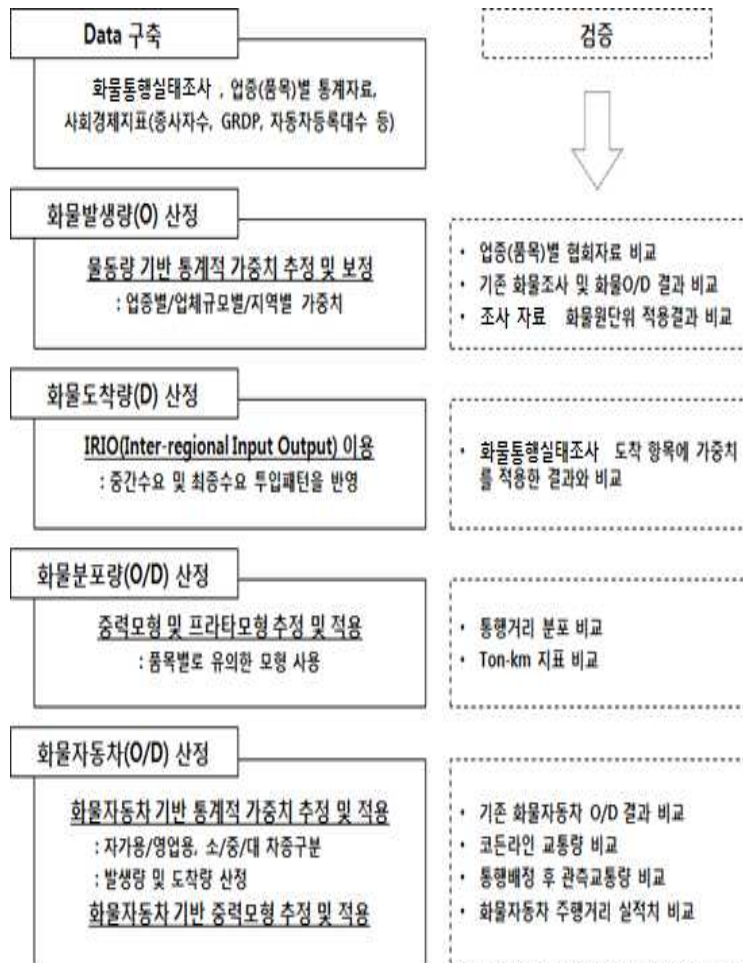 Data 구축
화물통행실태조사 , 업종(품목)별 통계자료,
사회경제지표(종사자수, GRDP, 자동차등록대수 등)
검증
화물발생량(O) 산정
물동량 기반 통계적 가중치 추정 및 보정
: 업종별/업체규모별/지역별 가중치
• 업종(품목)별 협회자료 비교
• 기존 화물조사 및 화물O/D 결과 비교
• 조사 자료 화물원단위 적용결과 비교
화물도착량(D) 산정
IRIO(Inter-regional Input Output) 이용
: 중간수요 및 최종수요 투입패턴을 반영
• 화물통행실태조사 도착 항목에 가중치
를 적용한 결과와 비교
화물분포량(O/D) 산정
중력모형 및 프라타모형 추정 및 적용
: 품목별로 유의한 모형 사용
• 통행거리 분포 비교
• Ton-km 지표 비교
화물자동차(O/D) 산정
화물자동차 기반 통계적 가중치 추정 및 적용
: 자가용/영업용, 소/중/대 차종구분
: 발생량 및 도착량 산정
화물자동차 기반 중력모형 추정 및 적용
• 기존 화물자동차 O/D 결과 비교
• 코든라인 교통량 비교
• 통행배정 후 관측교통량 비교
• 화물자동차 주행거리 실적치 비교